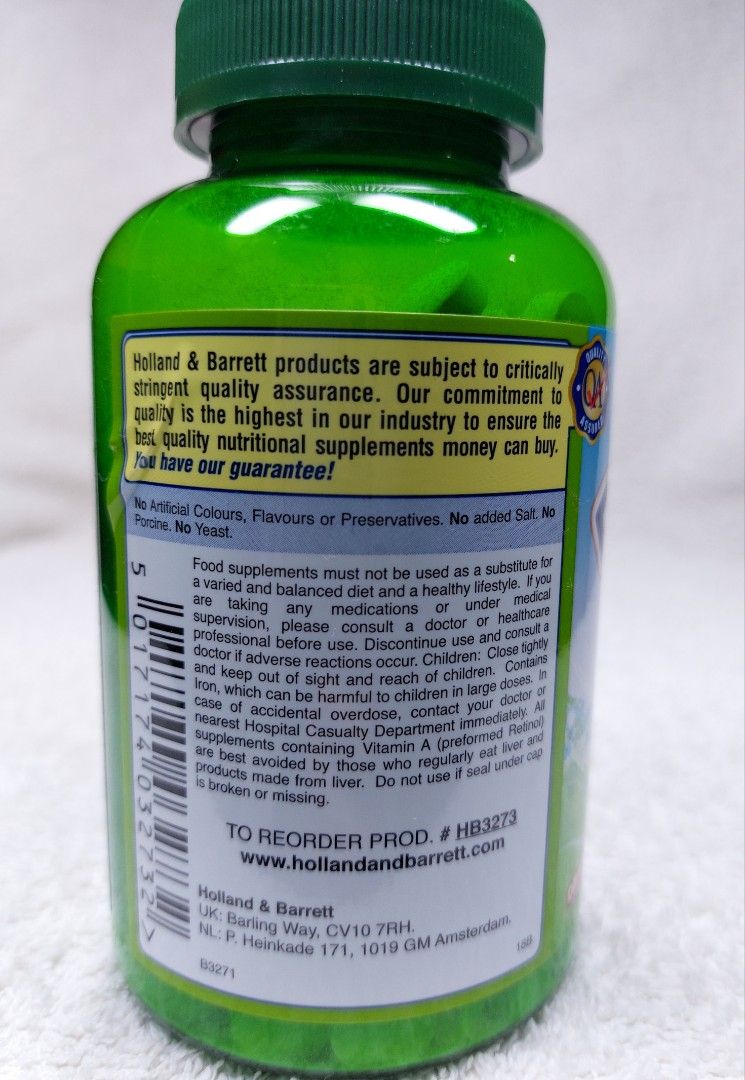 Holland & Barrett products are subject to critically
stringent quality assurance. Our commitment to
quality is the highest in our industry to ensure the
best quality nutritional supplements money can buy.
You have our guarantee!
QUALITY
QA
No Artificial Colours, Flavours or Preservatives. No added Salt. No
Porcine. No Yeast.
Food supplements must not be used as a substitute for
a varied and balanced diet and a healthy lifestyle. If you
are taking any medications or under medical
supervision, please consult a doctor or healthcare
professional before use. Discontinue use and consult a
doctor if adverse reactions occur. Children: Close tightly
and keep out of sight and reach of children. Contains
Iron, which can be harmful to children in large doses. In
case of accidental overdose, contact your doctor or
nearest Hospital Casualty Department immediately. All
supplements containing Vitamin A (preformed Retinol)
are best avoided by those who regularly eat liver and
products made from liver. Do not use if seal under cap
is broken or missing.
5 017174 032732 >
TO REORDER PROD. # HB3273
www.hollandandbarrett.com
Holland & Barrett
UK: Barling Way, CV10 7RH.
NL: P. Heinkade 171, 1019 GM Amsterdam.
B3271
18B